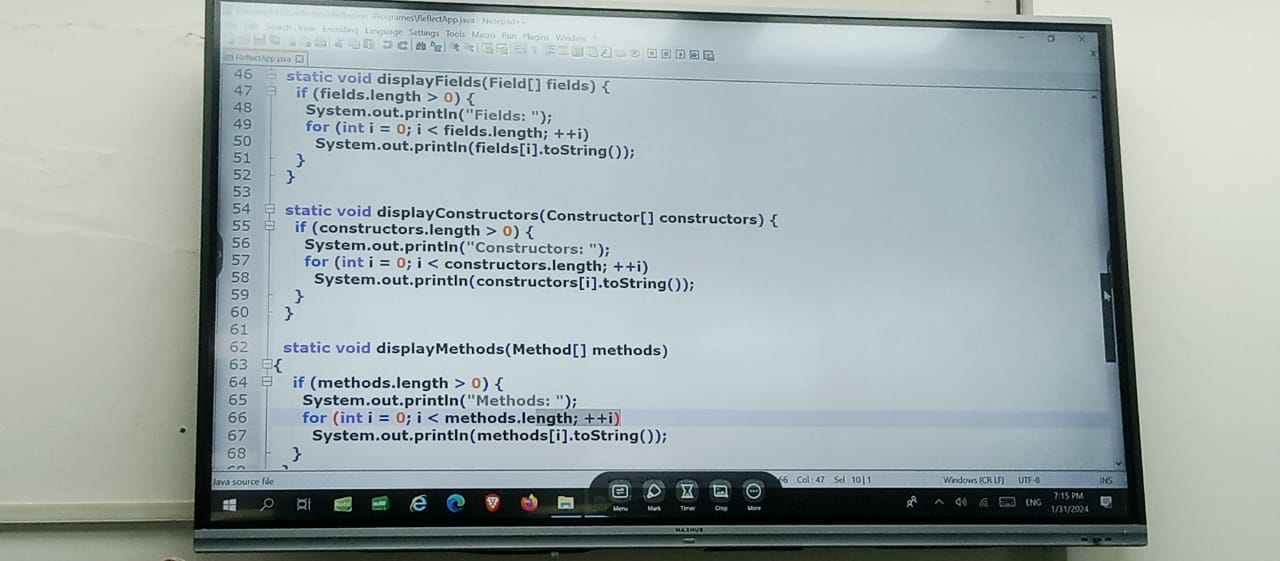 Programes\ReflectApp.java - Notepad++
Edit Search View Encoding Language Settings Tools Macro Run Plugins Window
ReflectApp.java
46 static void displayFields(Field[] fields) {
47 if (fields.length > 0) {
48 System.out.println("Fields: ");
49 for (int i = 0; i < fields.length; ++i)
50 System.out.println(fields[i].toString());
51 }
52 }
53
54 static void displayConstructors(Constructor[] constructors) {
55 if (constructors.length > 0) {
56 System.out.println("Constructors: ");
57 for (int i = 0; i < constructors.length; ++i)
58 System.out.println(constructors[i].toString());
59 }
60 }
61
62 static void displayMethods(Method[] methods)
63 {
64 if (methods.length > 0) {
65 System.out.println("Methods: ");
66 for (int i = 0; i < methods.length; ++i)
67 System.out.println(methods[i].toString());
68 }
Java source file 66 Col : 47 Sel 10 | 1 Windows (CR LF) UTF-8 INS
Menu Mark Timer Crop More
ENG 7:15 PM
1/31/2024
MAXHUB